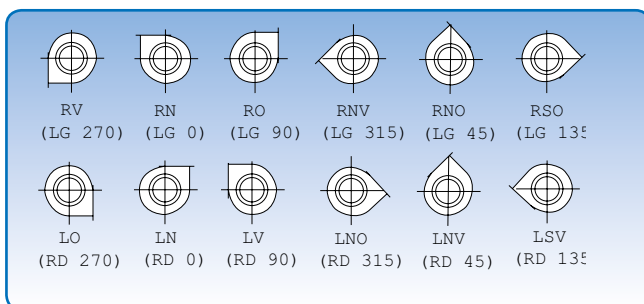 RV RN RO RNV RNO RSO
(LG 270) (LG 0) (LG 90) (LG 315) (LG 45) (LG 135
LO LN LV LNO LNV LSV
(RD 270) (RD 0) (RD 90) (RD 315) (RD 45) (RD 135